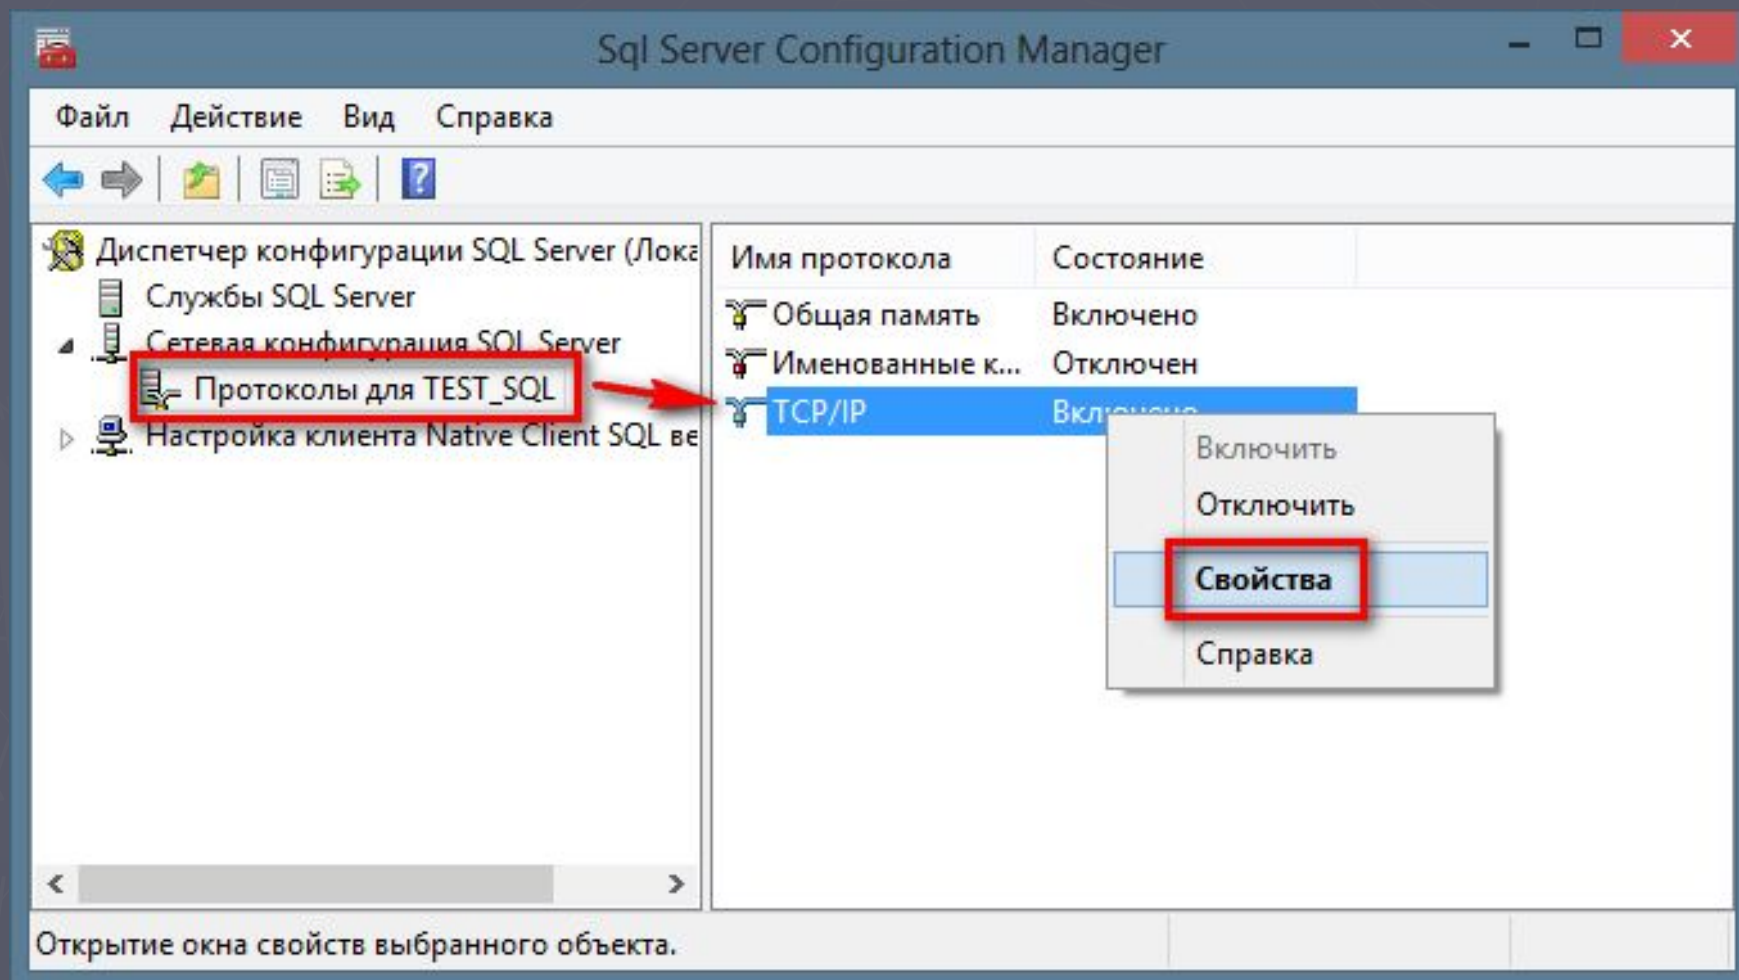 Sql Server Configuration Manager
Файл Действие Вид Справка
Диспетчер конфигурации SQL Server (Лока
Службы SQL Server
Сетевая конфигурация SQL Server
Протоколы для TEST_SQL
Настройка клиента Native Client SQL ве
Имя протокола Состояние
Общая память Включено
Именованные к... Отключен
TCP/IP Включено
Включить
Отключить
Свойства
Справка
Открытие окна свойств выбранного объекта.